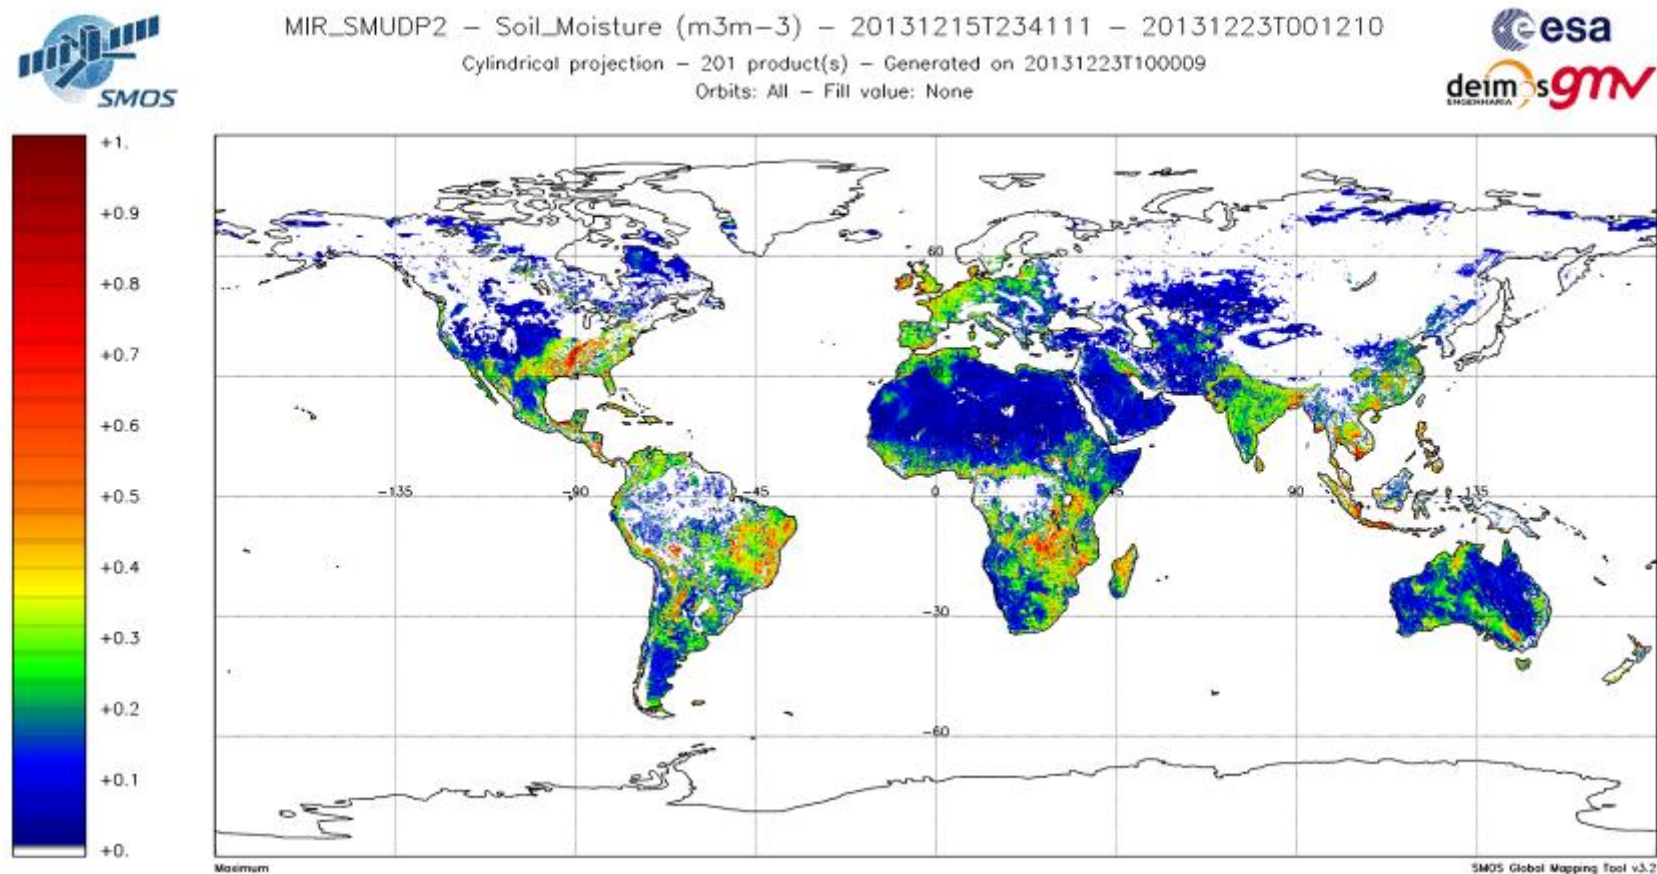 MIR_SMUDP2 – Soil_Moisture (m3m–3) – 20131215T234111 – 20131223T001210
Cylindrical projection – 201 product(s) – Generated on 20131223T100009
Orbits: All – Fill value: None
SMOS
esa
deimos
ENGENHARIA
gmv
+1.
+0.9
+0.8
+0.7
+0.6
+0.5
+0.4
+0.3
+0.2
+0.1
+0.
60
–135
–90
–45
0
45
90
135
–30
–60
Maximum
SMOS Global Mapping Tool v3.2